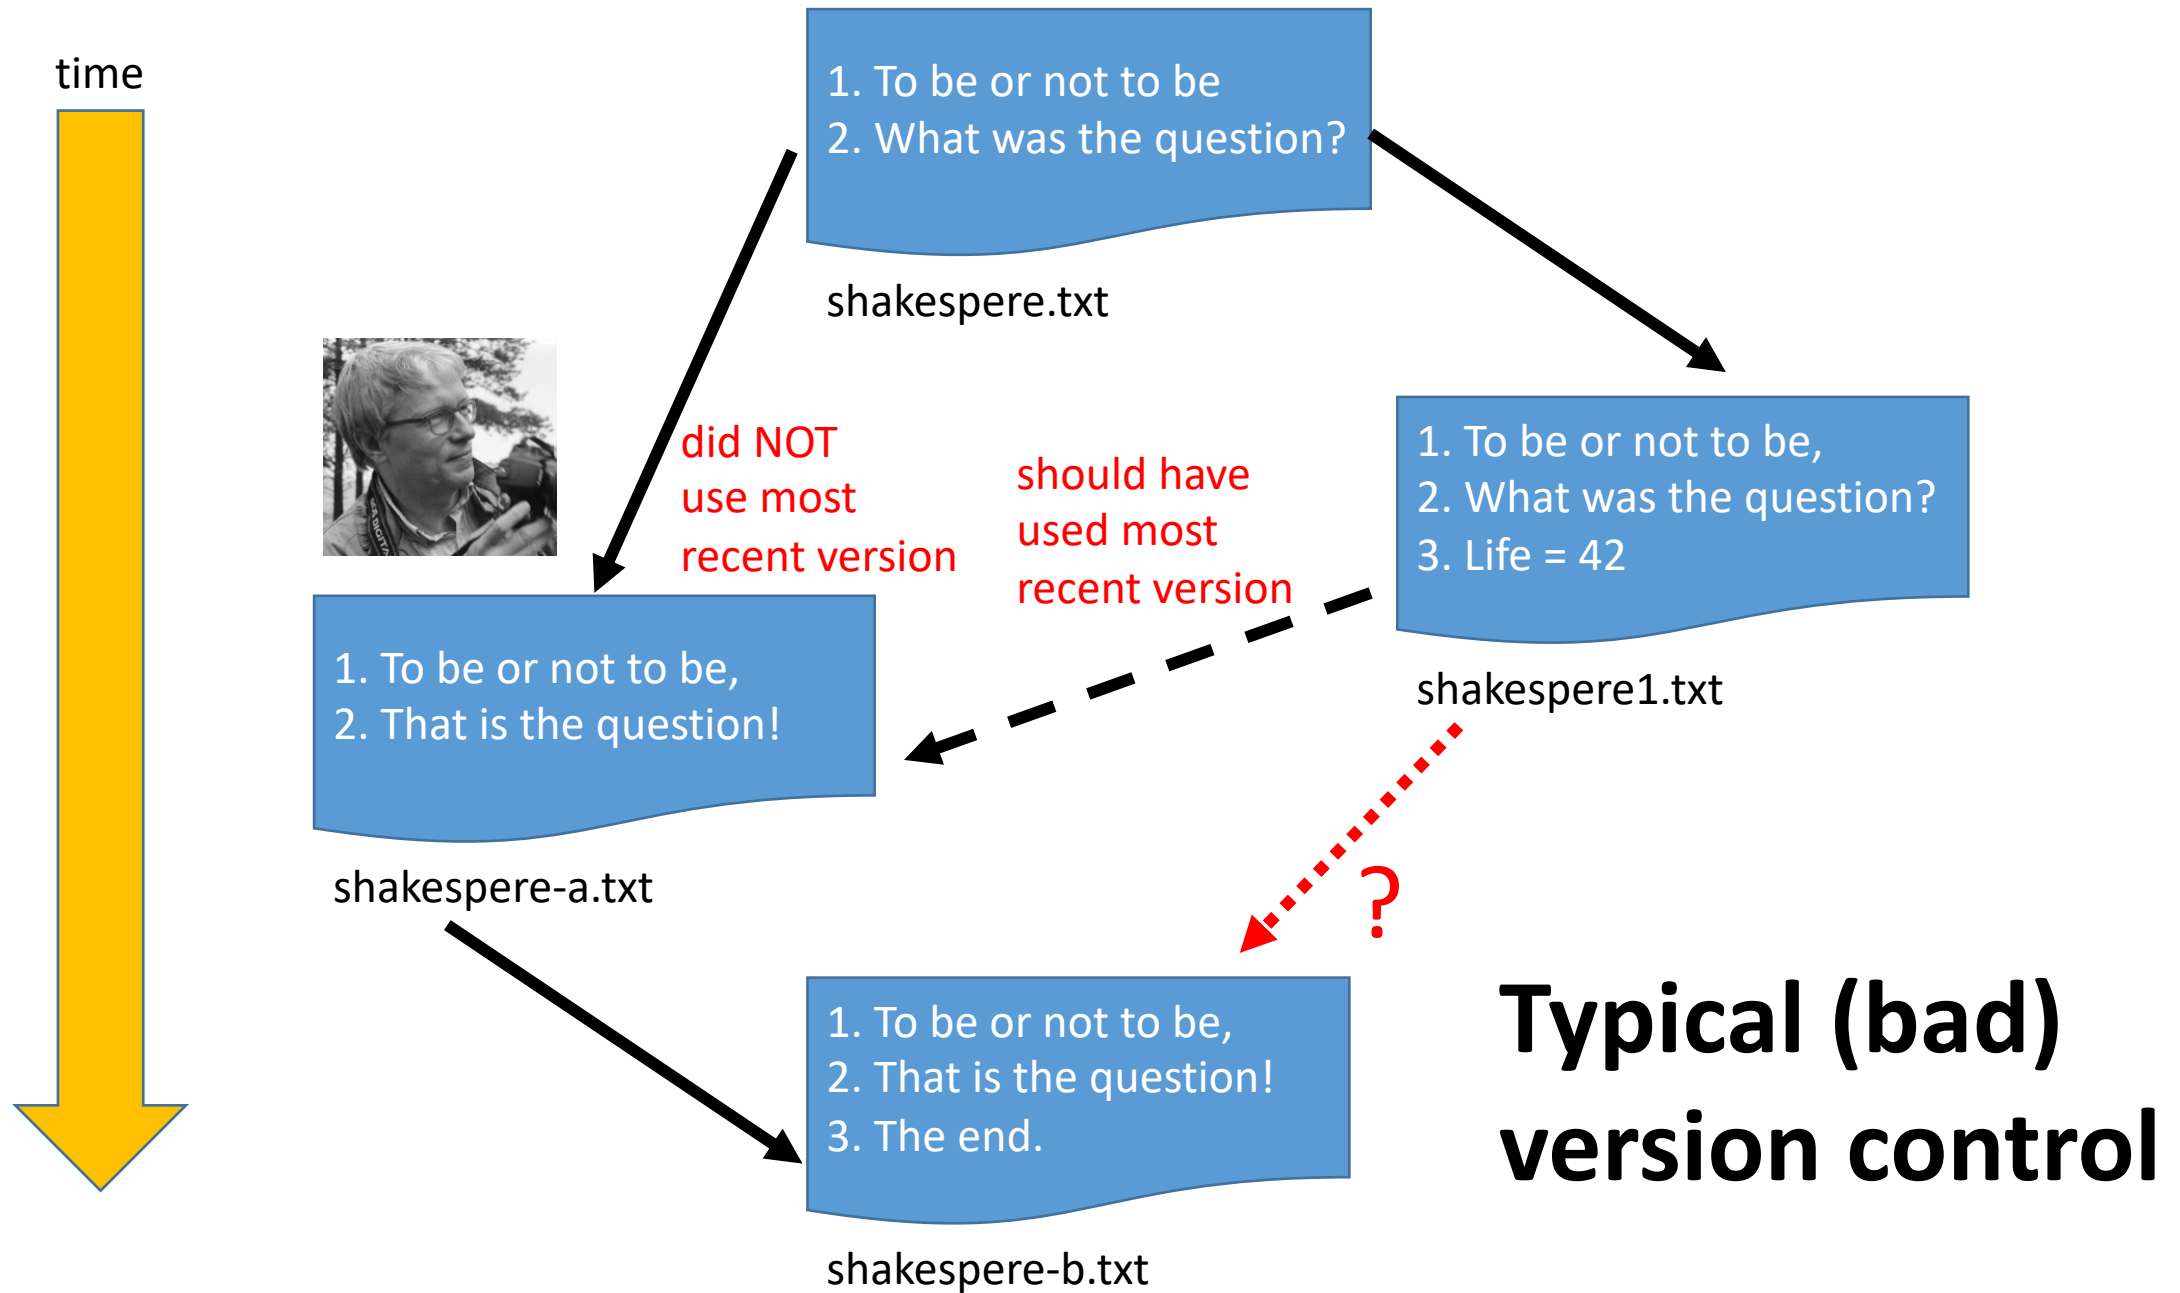 time
1. To be or not to be
2. What was the question?
shakespere.txt
did NOT
use most
recent version
should have
used most
recent version
1. To be or not to be,
2. What was the question?
3. Life = 42
shakespere1.txt
1. To be or not to be,
2. That is the question!
shakespere-a.txt
?
1. To be or not to be,
2. That is the question!
3. The end.
shakespere-b.txt
Typical (bad)
version control